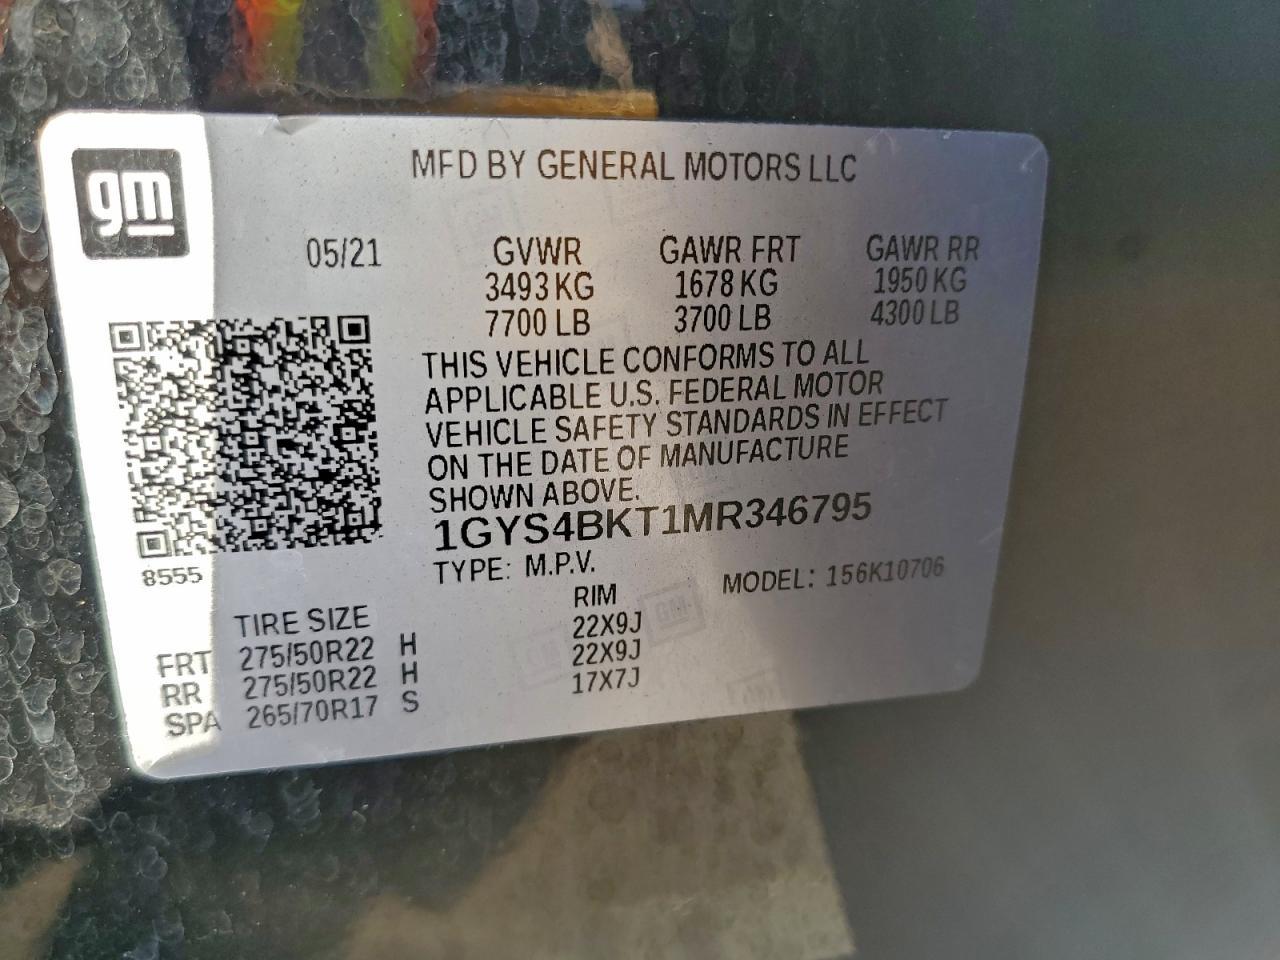 gm
MFD BY GENERAL MOTORS LLC
05/21 GVWR GAWR FRT GAWR RR
3493 KG 1678 KG 1950 KG
7700 LB 3700 LB 4300 LB
THIS VEHICLE CONFORMS TO ALL
APPLICABLE U.S. FEDERAL MOTOR
VEHICLE SAFETY STANDARDS IN EFFECT
ON THE DATE OF MANUFACTURE
SHOWN ABOVE.
1GYS4BKT1MR346795
8555 TYPE: M.P.V. MODEL: 156K10706
TIRE SIZE RIM
FRT 275/50R22 H 22X9J
RR 275/50R22 H 22X9J
SPA 265/70R17 S 17X7J
GM